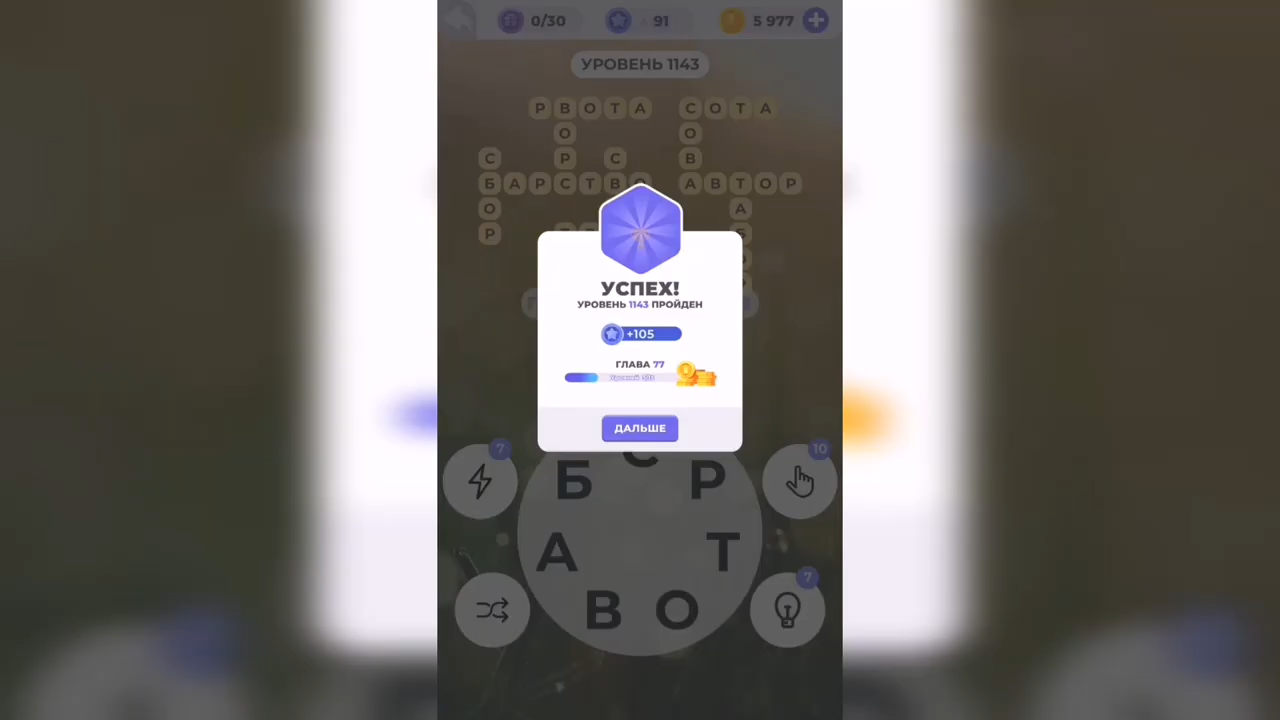 0/30 91 5 977
УРОВЕНЬ 1143
РВОТА СОТА
О О
С Р С В
БАРСТВО АВТОР
О А
Р
УСПЕХ!
УРОВЕНЬ 1143 ПРОЙДЕН
+105
ГЛАВА 77
ДАЛЬШЕ
7 10
С
Б Р
А Т
7
В О